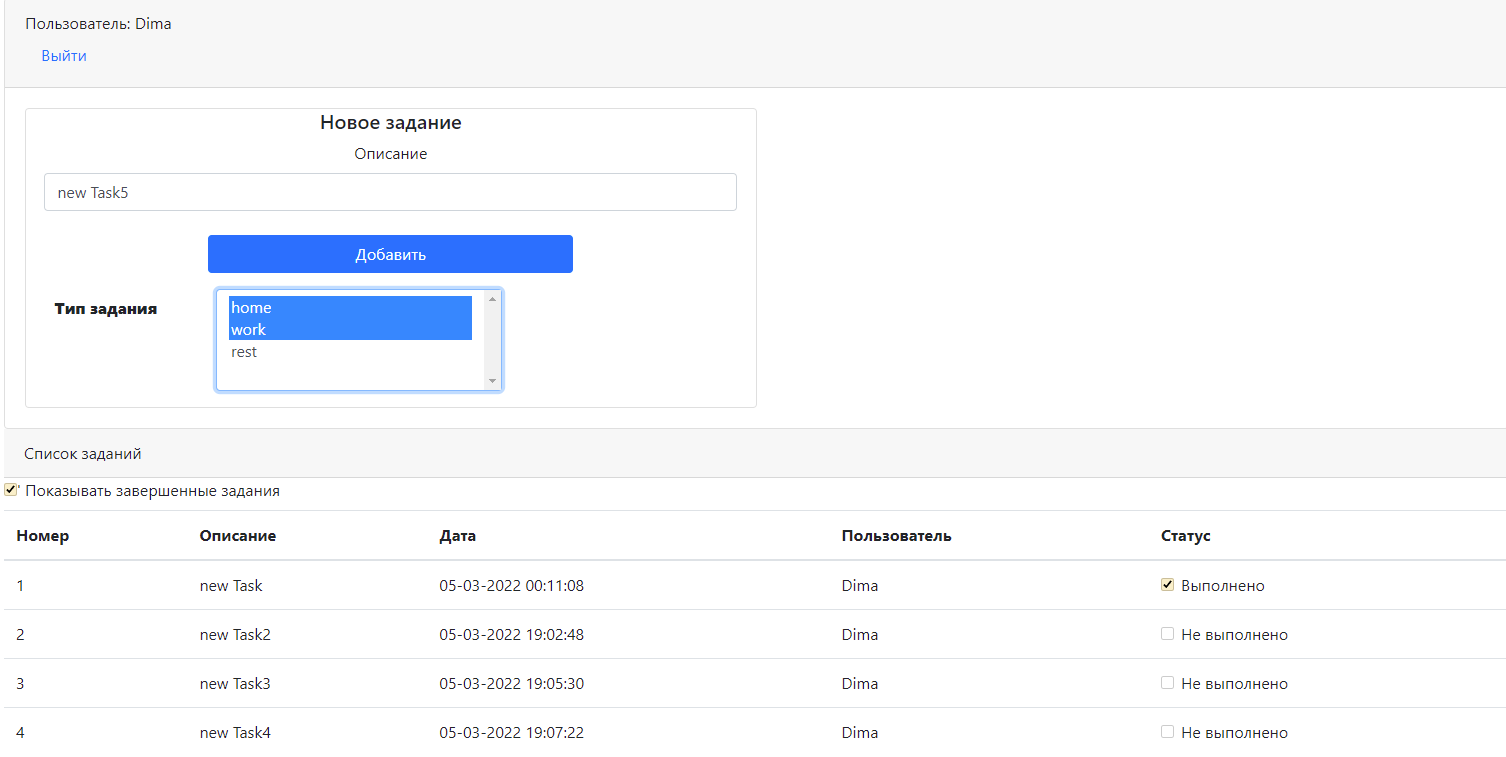 Пользователь: Dima
Выйти
Новое задание
Описание
new Task5
Добавить
Тип задания
home
work
rest
Список заданий
' Показывать завершенные задания
Номер Описание Дата Пользователь Статус
1 new Task 05-03-2022 00:11:08 Dima Выполнено
2 new Task2 05-03-2022 19:02:48 Dima Не выполнено
3 new Task3 05-03-2022 19:05:30 Dima Не выполнено
4 new Task4 05-03-2022 19:07:22 Dima Не выполнено